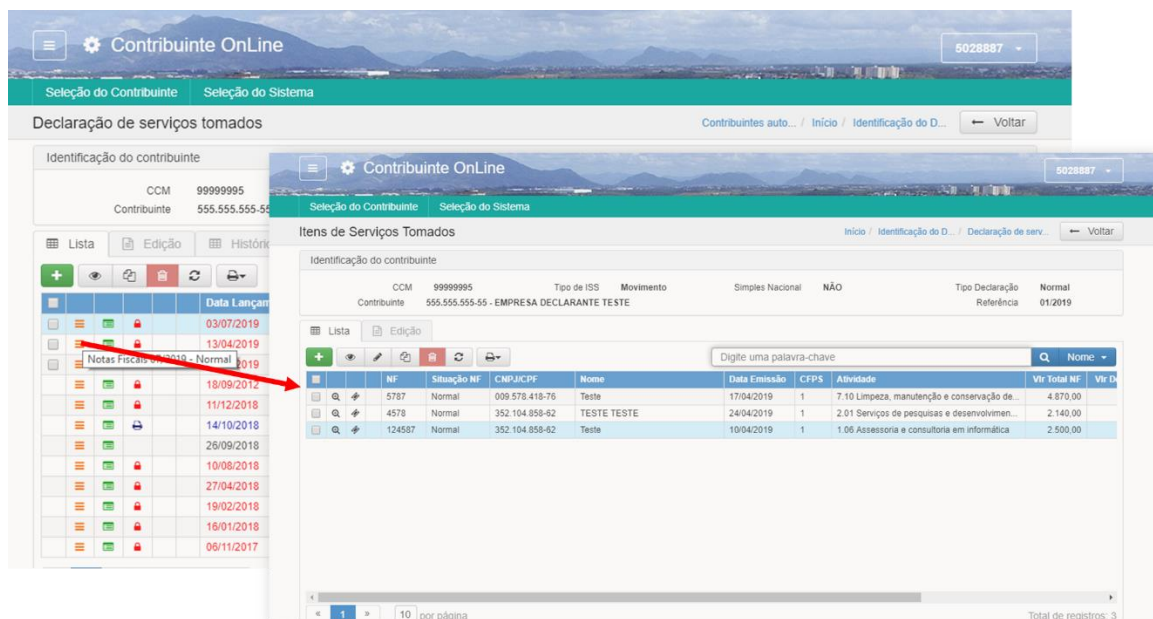 Contribuinte OnLine
5028887
Seleção do Contribuinte Seleção do Sistema
Declaração de serviços tomados
Contribuintes auto... / Início / Identificação do D... Voltar
Identificação do contribuinte
CCM 99999995
Contribuinte 555.555.555-55
Lista Edição
Data Lançam
03/07/2019
13/04/2019
Notas Fiscais 07/2019 - Normal
2019
18/09/2012
11/12/2018
14/10/2018
26/09/2018
10/08/2018
27/04/2018
19/02/2018
16/01/2018
06/11/2017
Contribuinte OnLine
5028887
Seleção do Contribuinte Seleção do Sistema
Itens de Serviços Tomados
Início / Identificação do D... / Declaração de serv... Voltar
Identificação do contribuinte
CCM 99999995 Tipo de ISS Movimento Simples Nacional NÃO Tipo Declaração Normal
Contribuinte 555.555.555-55 - EMPRESA DECLARANTE TESTE Referência 01/2019
Lista Edição
Digite uma palavra-chave Nome
NF Situação NF CNPJ/CPF Nome Data Emissão CFPS Atividade Vlr Total NF Vlr De
5787 Normal 009.578.418-76 Teste 17/04/2019 1 7.10 Limpeza, manutenção e conservação de... 4.870,00
4578 Normal 352.104.858-62 TESTE TESTE 24/04/2019 1 2.01 Serviços de pesquisas e desenvolvimen... 2.140,00
124587 Normal 352.104.858-62 Teste 10/04/2019 1 1.06 Assessoria e consultoria em informática 2.500,00
« 1 » 10 por página Total de registros: 3